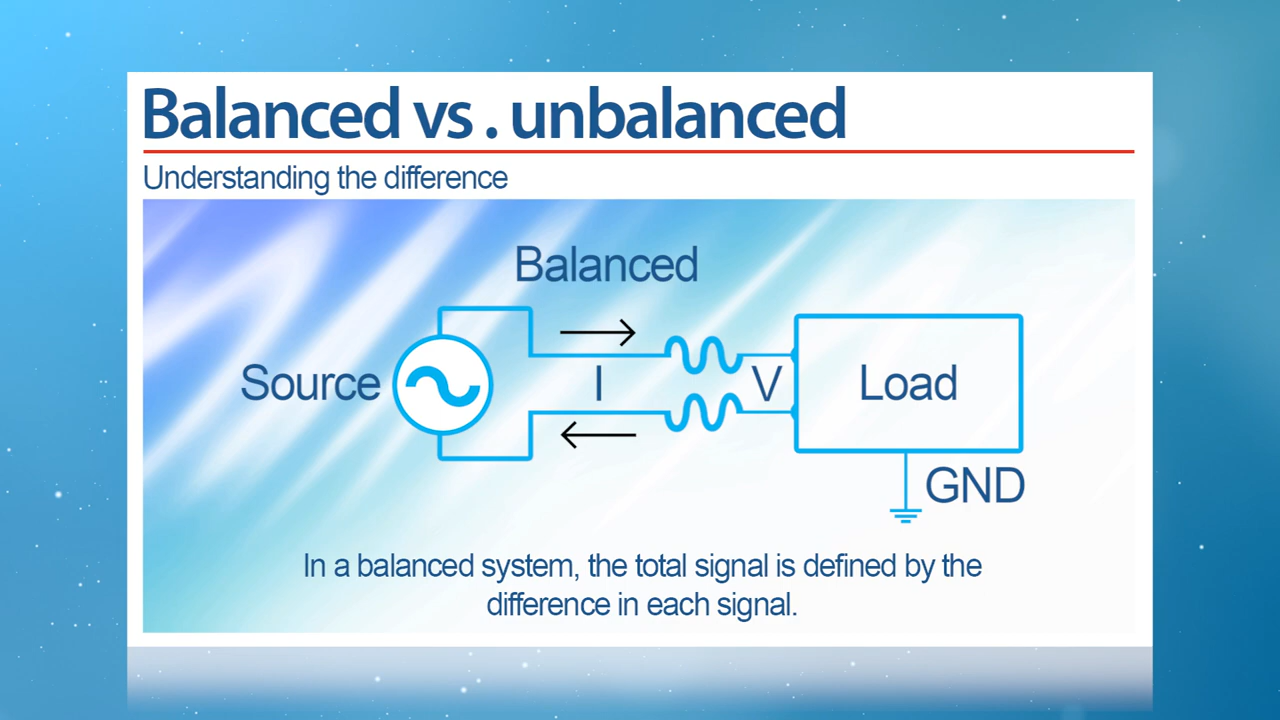 Balanced vs . unbalanced
Understanding the difference
Balanced
Source
I
V
Load
GND
In a balanced system, the total signal is defined by the
difference in each signal.